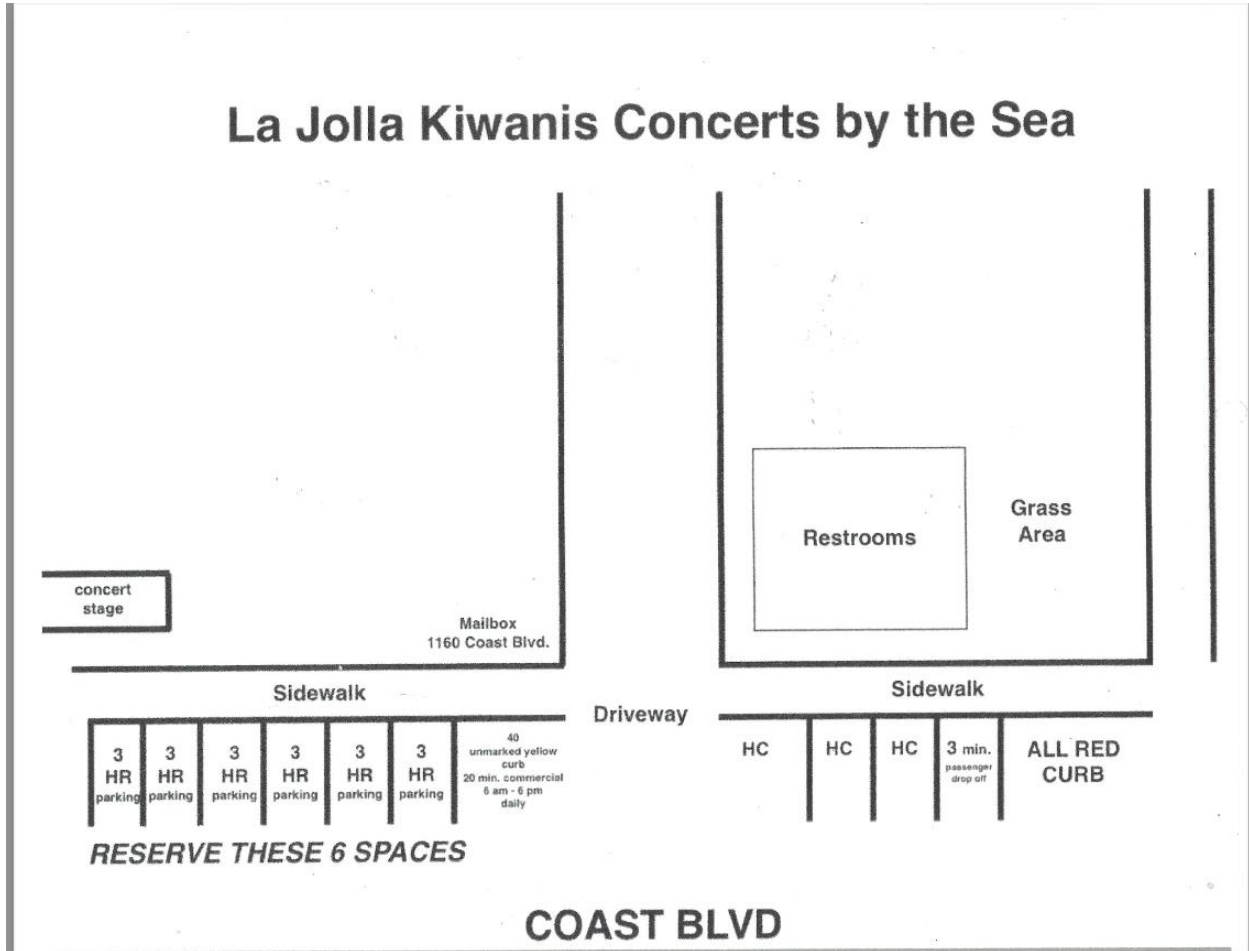 La Jolla Kiwanis Concerts by the Sea
Restrooms
Grass
Area
concert
stage
Mailbox
1160 Coast Blvd.
Sidewalk
Driveway
Sidewalk
3
HR
parking
3
HR
parking
3
HR
parking
3
HR
parking
3
HR
parking
3
HR
parking
40
unmarked yellow
curb
20 min. commercial
6 am - 6 pm
daily
HC
HC
HC
3 min.
passenger
drop off
ALL RED
CURB
RESERVE THESE 6 SPACES
COAST BLVD